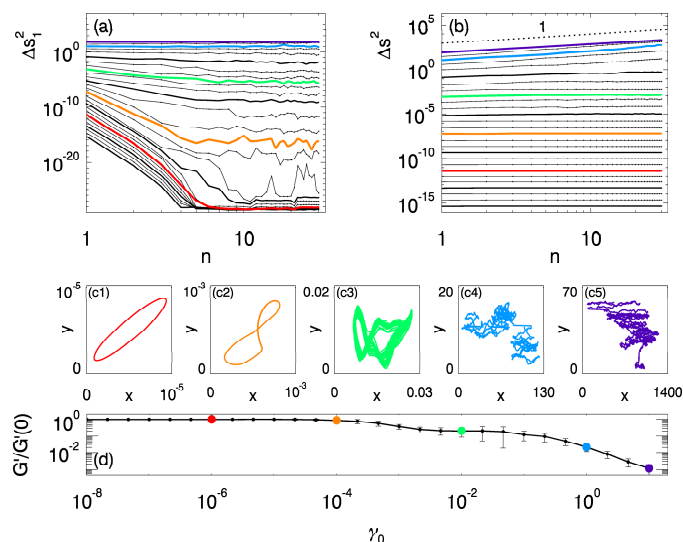 (a)
Δs₁²
10⁰
10⁻¹⁰
10⁻²⁰
1
10
n
(b)
1
Δs²
10⁵
10⁰
10⁻⁵
10⁻¹⁰
10⁻¹⁵
1
10
n
(c1)
10⁻⁵
y
0
0
x
10⁻⁵
(c2)
10⁻³
y
0
0
x
10⁻³
(c3)
0.02
y
0
0
x
0.03
(c4)
20
y
0
0
x
130
(c5)
70
y
0
0
x
1400
(d)
G'/G'(0)
10⁰
10⁻²
10⁻⁸
10⁻⁶
10⁻⁴
10⁻²
10⁰
γ₀